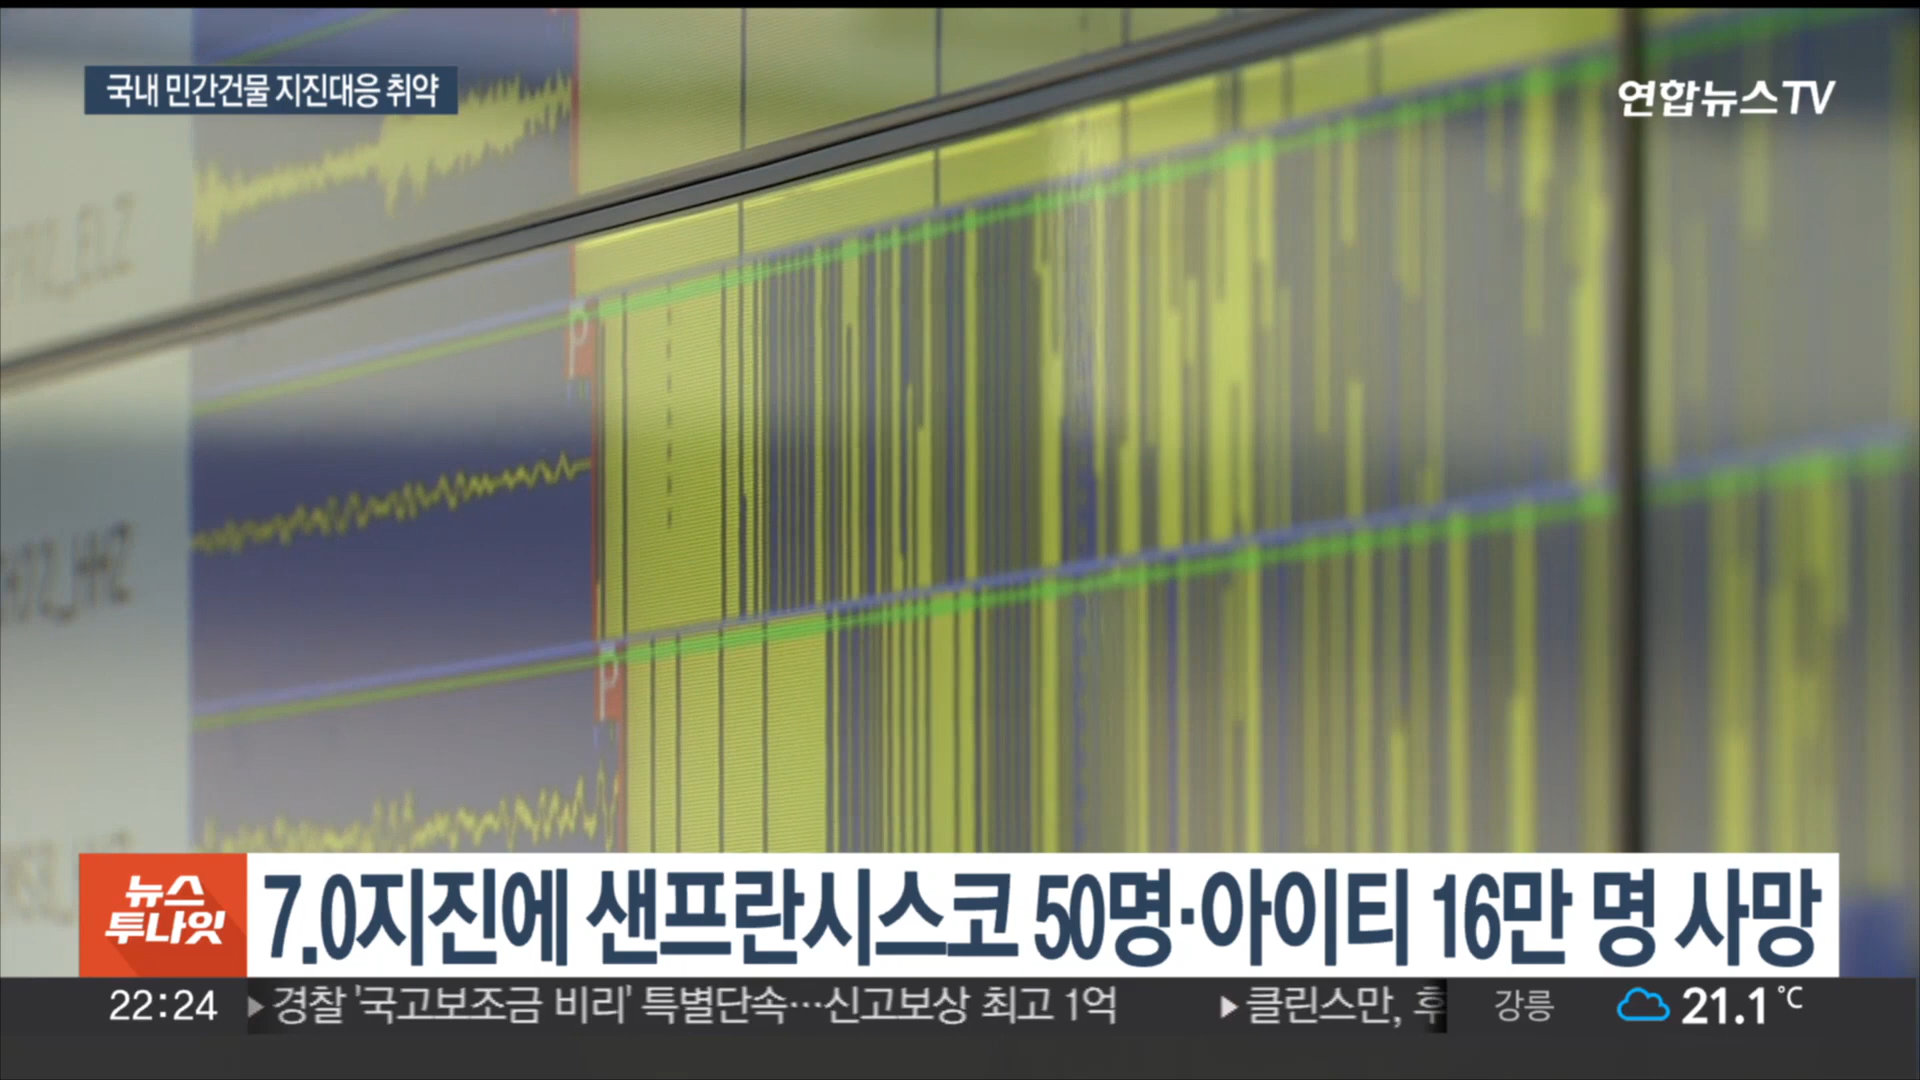 국내 민간건물 지진대응 취약
연합뉴스TV
P
P
뉴스
투나잇
7.0지진에 샌프란시스코 50명·아이티 16만 명 사망
22:24 ▶경찰 '국고보조금 비리' 특별단속…신고보상 최고 1억 ▶클린스만, 후 강릉 21.1℃